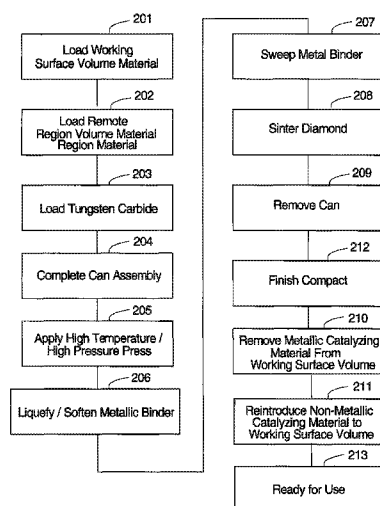 201
Load Working
Surface Volume Material
202
Load Remote
Region Volume Material
Region Material
203
Load Tungsten Carbide
204
Complete Can Assembly
205
Apply High Temperature /
High Pressure Press
206
Liquefy / Soften Metallic Binder
207
Sweep Metal Binder
208
Sinter Diamond
209
Remove Can
212
Finish Compact
210
Remove Metallic Catalyzing
Material From
Working Surface Volume
211
Reintroduce Non-Metallic
Catalyzing Material to
Working Surface Volume
213
Ready for Use